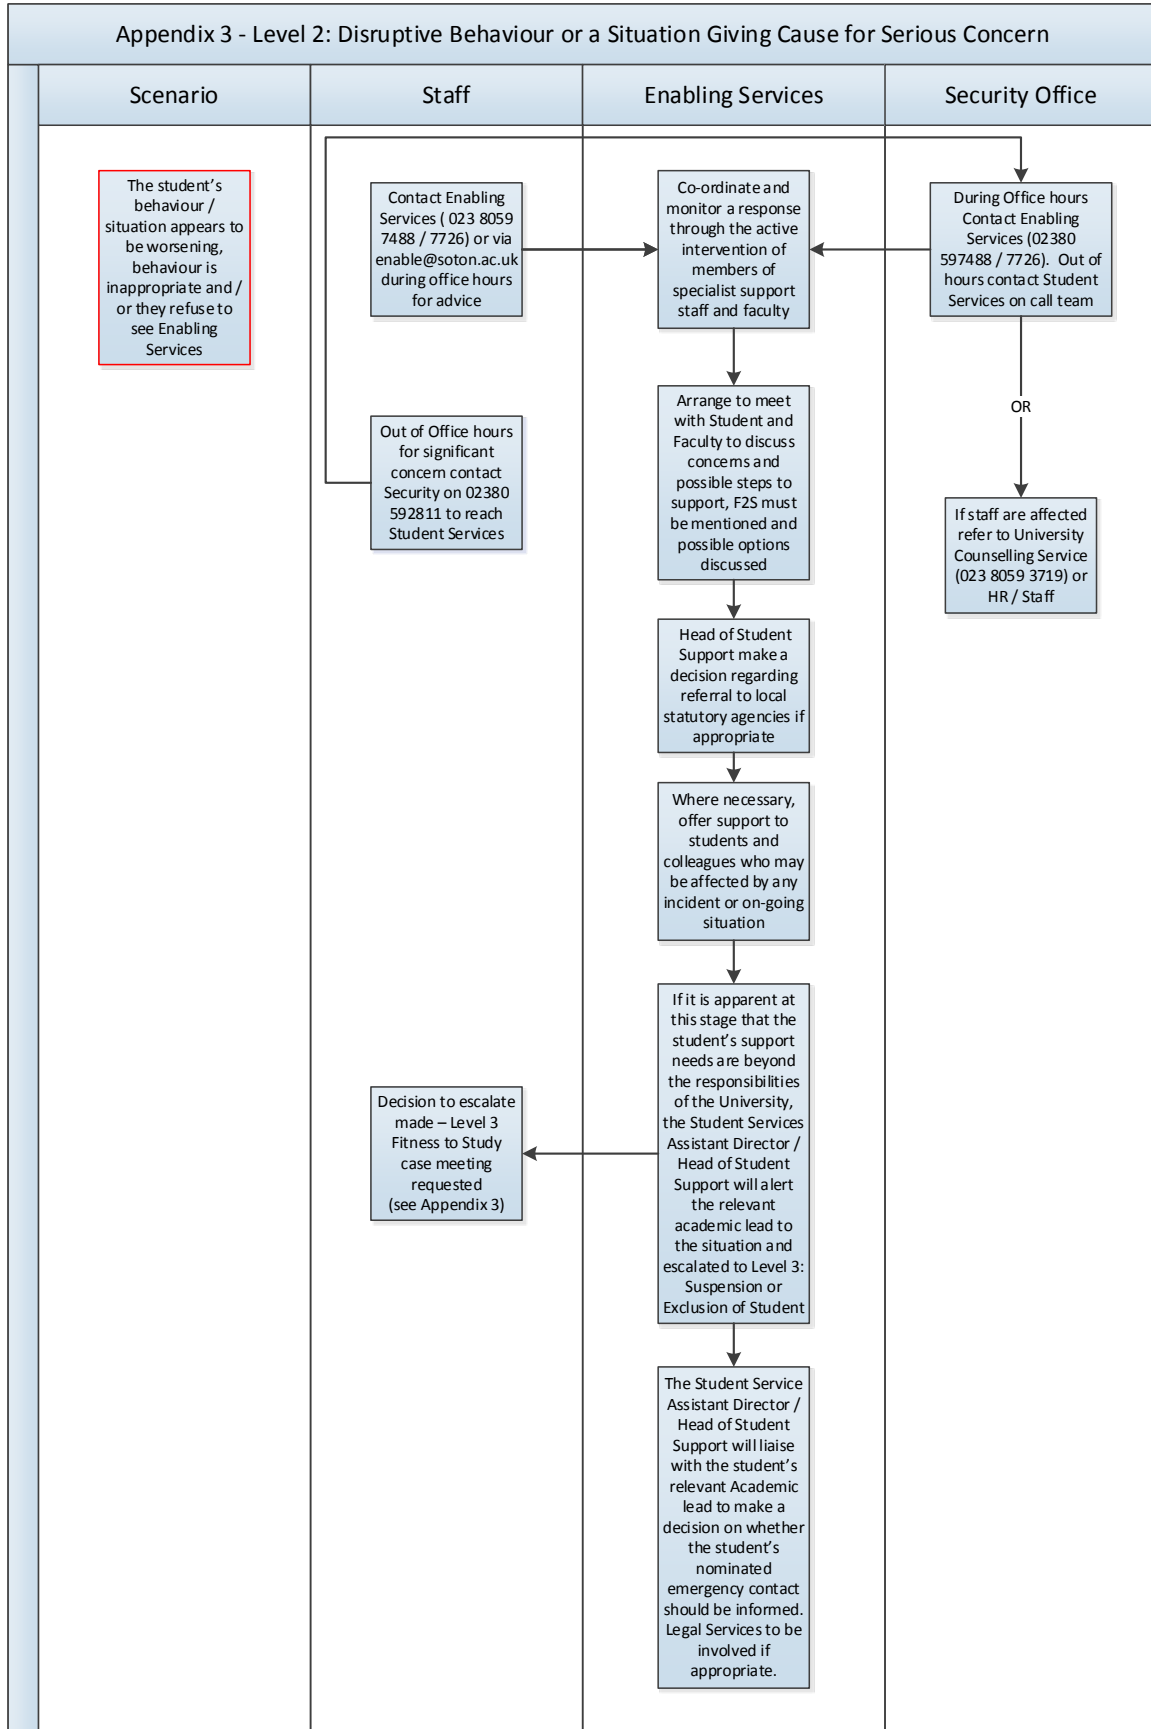 Appendix 3 - Level 2: Disruptive Behaviour or a Situation Giving Cause for Serious Concern
Scenario
Staff
Enabling Services
Security Office
The student's
behaviour /
situation appears to
be worsening,
behaviour is
inappropriate and /
or they refuse to
see Enabling
Services
Contact Enabling
Services ( 023 8059
7488 / 7726) or via
enable@soton.ac.uk
during office hours
for advice
Out of Office hours
for significant
concern contact
Security on 02380
592811 to reach
Student Services
Decision to escalate
made – Level 3
Fitness to Study
case meeting
requested
(see Appendix 3)
Co-ordinate and
monitor a response
through the active
intervention of
members of
specialist support
staff and faculty
Arrange to meet
with Student and
Faculty to discuss
concerns and
possible steps to
support, F2S must
be mentioned and
possible options
discussed
Head of Student
Support make a
decision regarding
referral to local
statutory agencies if
appropriate
Where necessary,
offer support to
students and
colleagues who may
be affected by any
incident or on-going
situation
If it is apparent at
this stage that the
student's support
needs are beyond
the responsibilities
of the University,
the Student Services
Assistant Director /
Head of Student
Support will alert
the relevant
academic lead to
the situation and
escalated to Level 3:
Suspension or
Exclusion of Student
The Student Service
Assistant Director /
Head of Student
Support will liaise
with the student's
relevant Academic
lead to make a
decision on whether
the student's
nominated
emergency contact
should be informed.
Legal Services to be
involved if
appropriate.
During Office hours
Contact Enabling
Services (02380
597488 / 7726).  Out of
hours contact Student
Services on call team
OR
If staff are affected
refer to University
Counselling Service
(023 8059 3719) or
HR / Staff